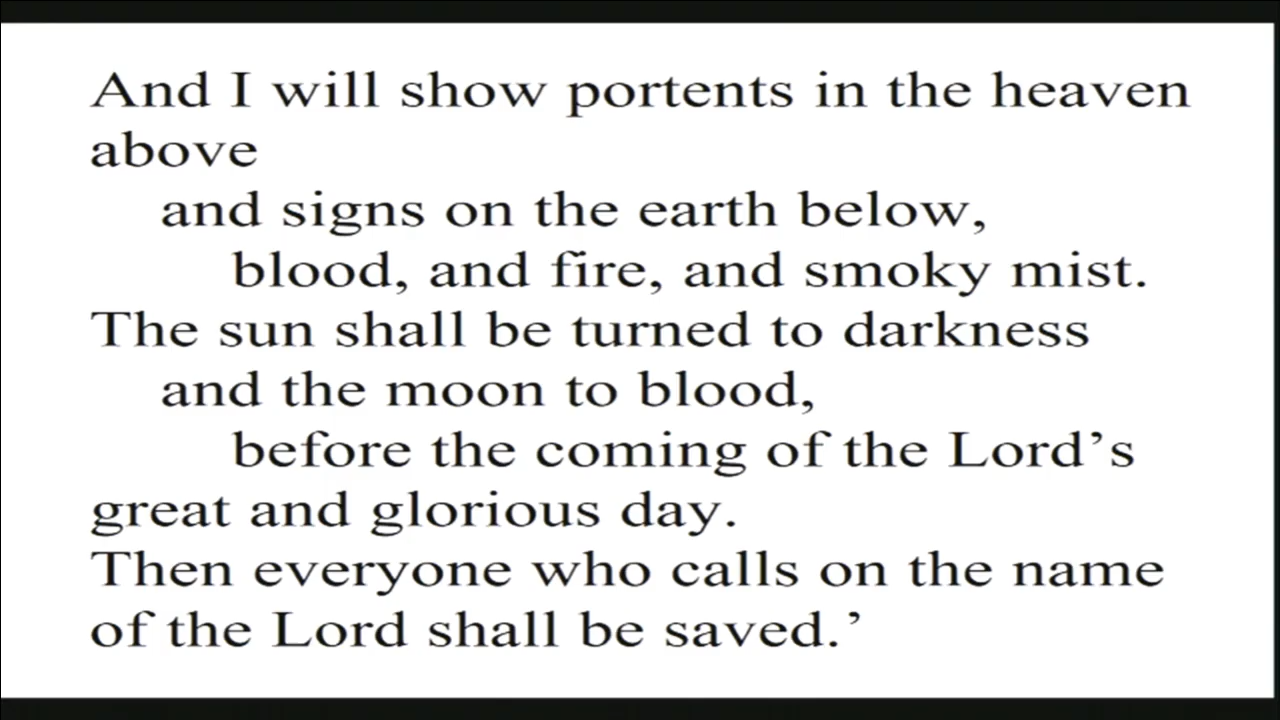 And I will show portents in the heaven
above
and signs on the earth below,
blood, and fire, and smoky mist.
The sun shall be turned to darkness
and the moon to blood,
before the coming of the Lord’s
great and glorious day.
Then everyone who calls on the name
of the Lord shall be saved.’